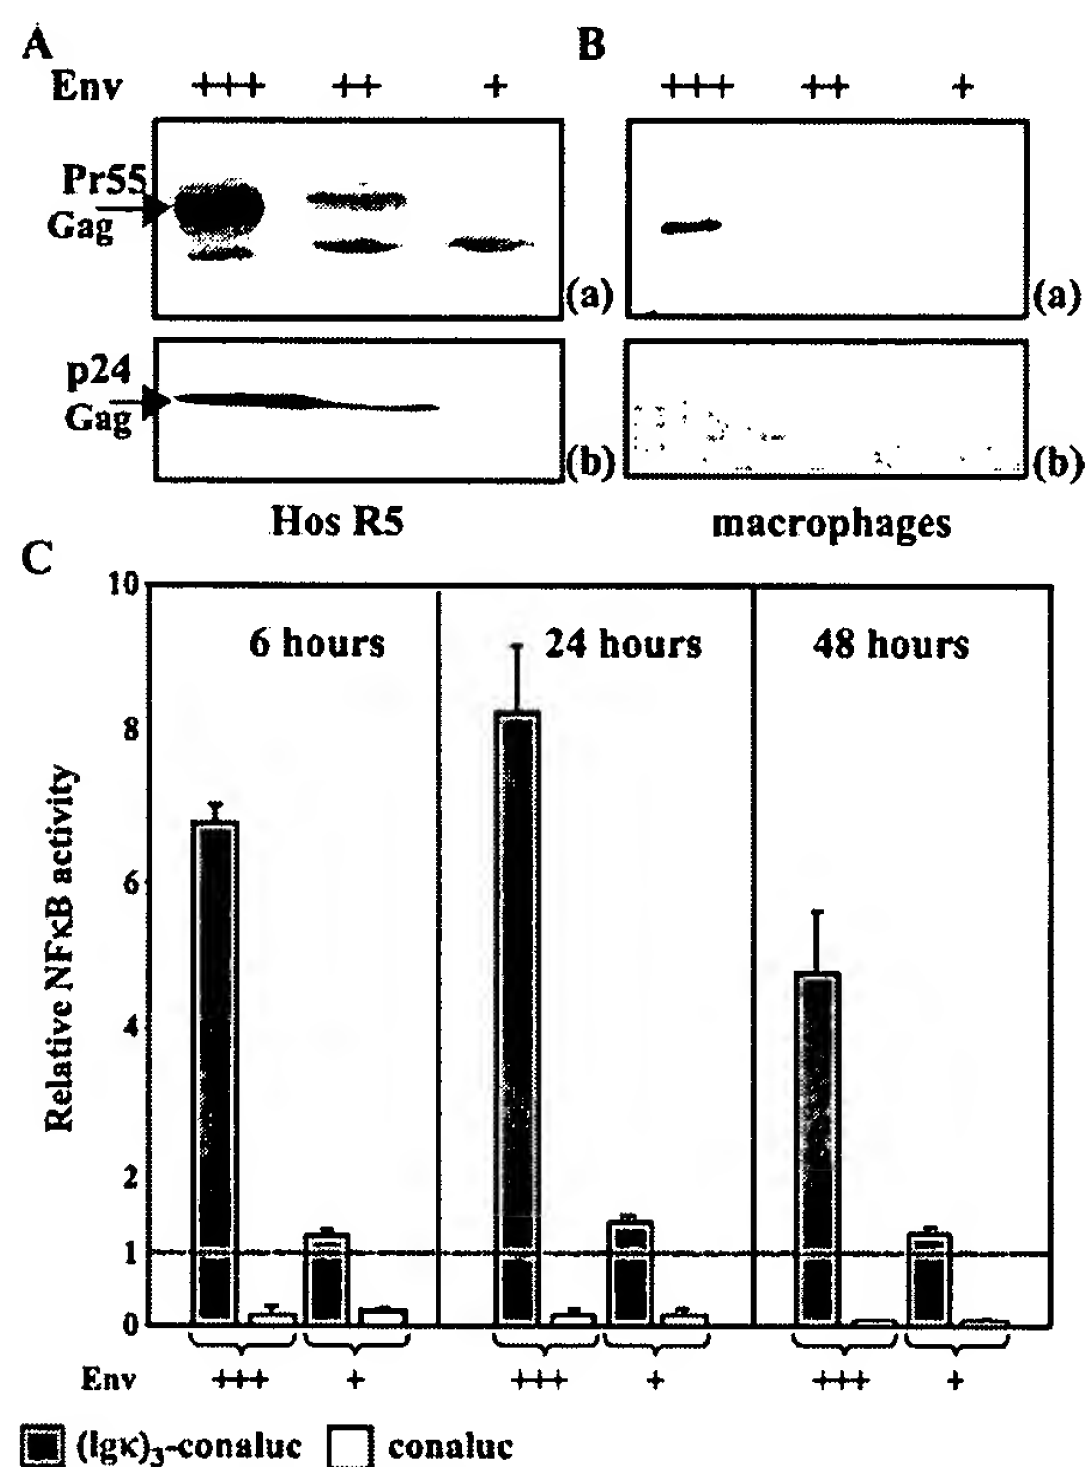 A
B
Env +++ ++ + +++ ++ +
Pr55
Gag
(a)
(a)
p24
Gag
(b)
(b)
Hos R5
macrophages
C
10
8
6
4
2
1
0
Relative NFκB activity
6 hours
24 hours
48 hours
Env +++ + +++ + +++ +
(Igκ)3-conaluc
conaluc